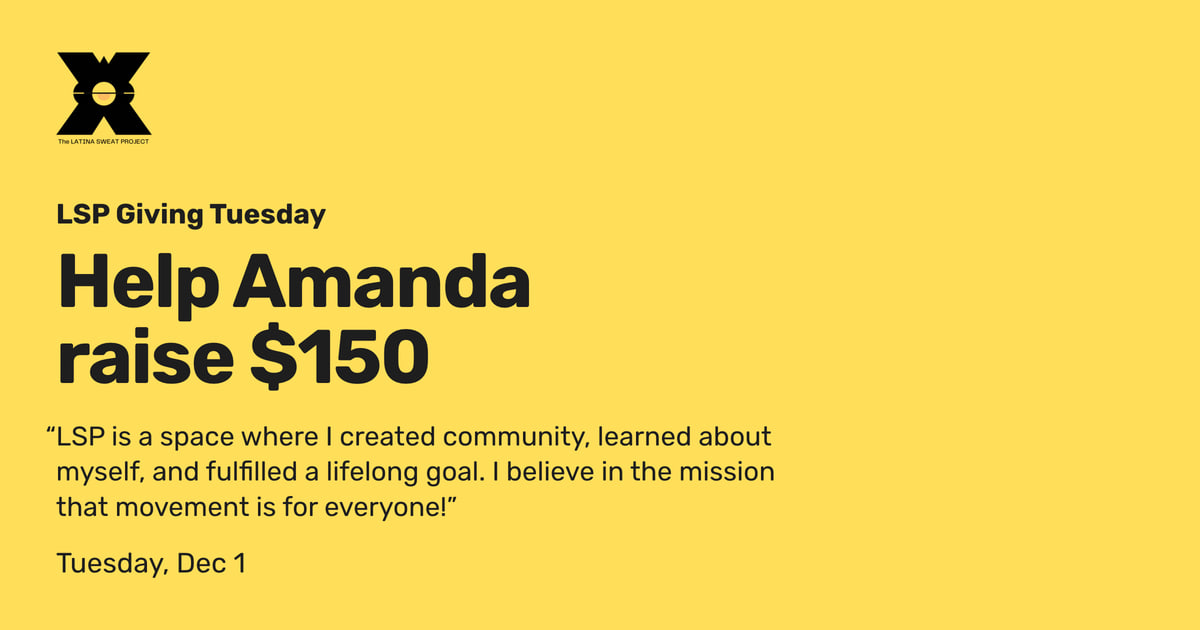 The LATINA SWEAT PROJECT
LSP Giving Tuesday
Help Amanda
raise $150
“LSP is a space where I created community, learned about
myself, and fulfilled a lifelong goal. I believe in the mission
that movement is for everyone!”
Tuesday, Dec 1